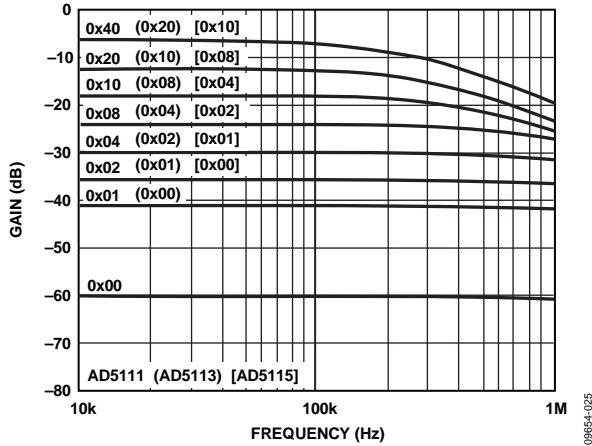 0
–10
–20
–30
–40
–50
–60
–70
–80
GAIN (dB)
0x40 (0x20) [0x10]
0x20 (0x10) [0x08]
0x10 (0x08) [0x04]
0x08 (0x04) [0x02]
0x04 (0x02) [0x01]
0x02 (0x01) [0x00]
0x01 (0x00)
0x00
AD5111 (AD5113) [AD5115]
10k 100k 1M
FREQUENCY (Hz)
09654-025